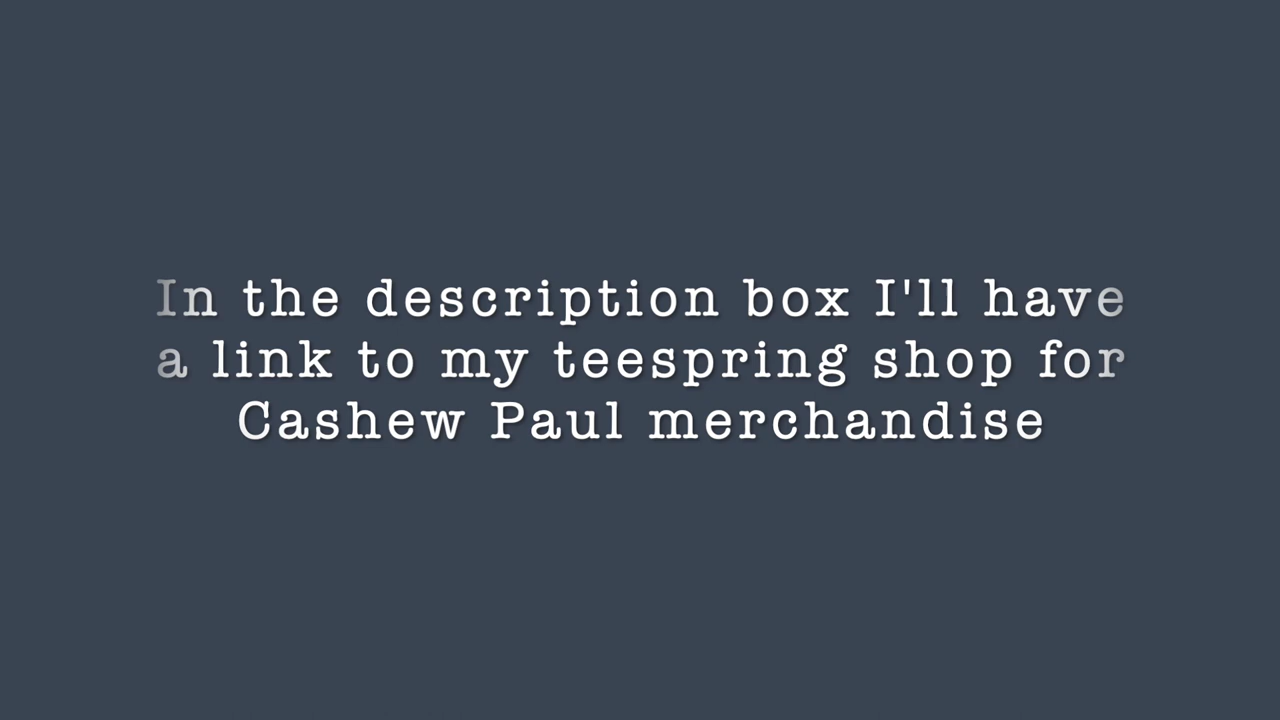 In the description box I'll have
a link to my teespring shop for
Cashew Paul merchandise